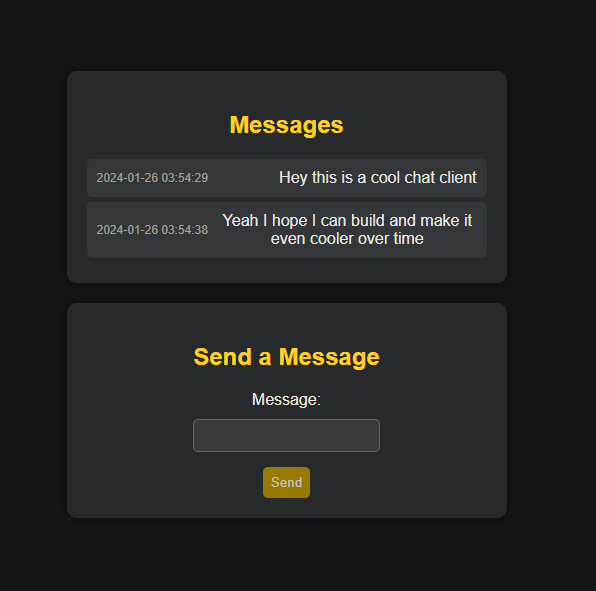 Messages
2024-01-26 03:54:29 Hey this is a cool chat client
2024-01-26 03:54:38 Yeah I hope I can build and make it
even cooler over time
Send a Message
Message:
Send